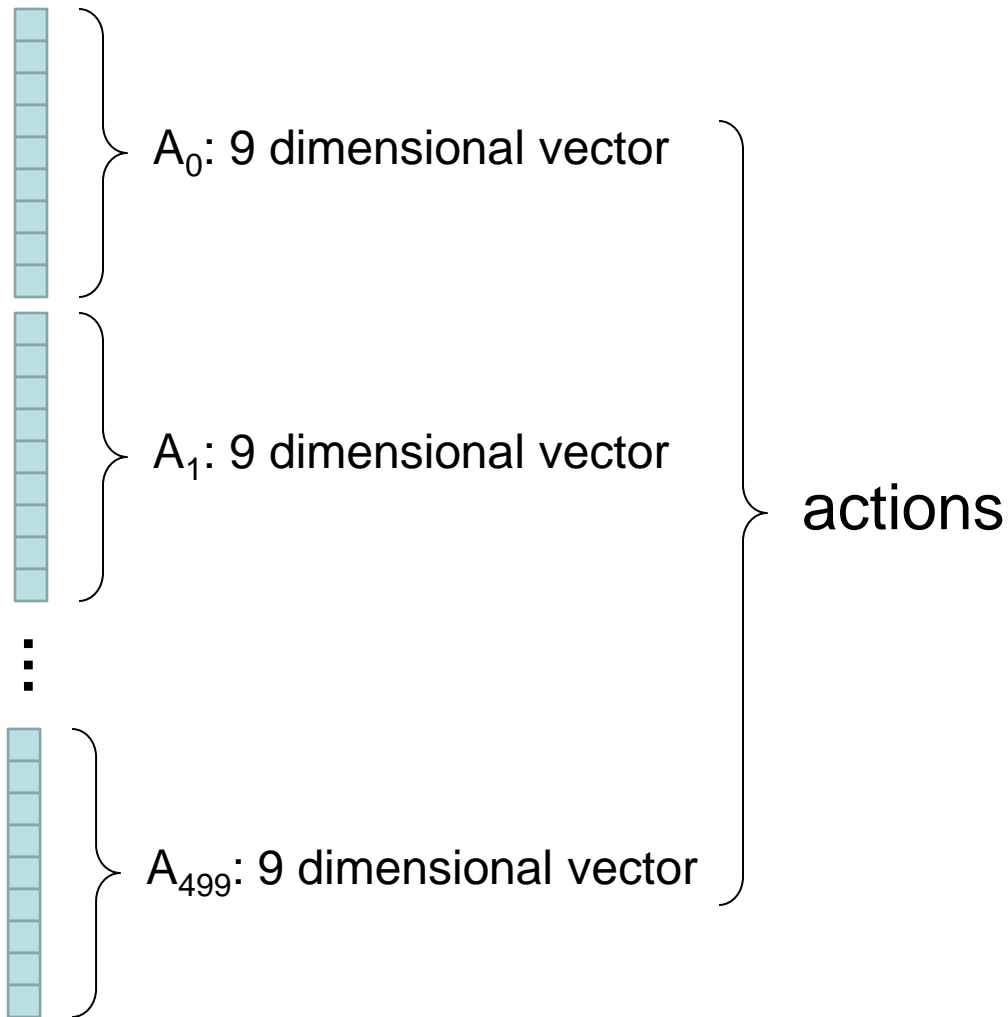 A₀: 9 dimensional vector
A₁: 9 dimensional vector
actions
⋮
A₄₉₉: 9 dimensional vector